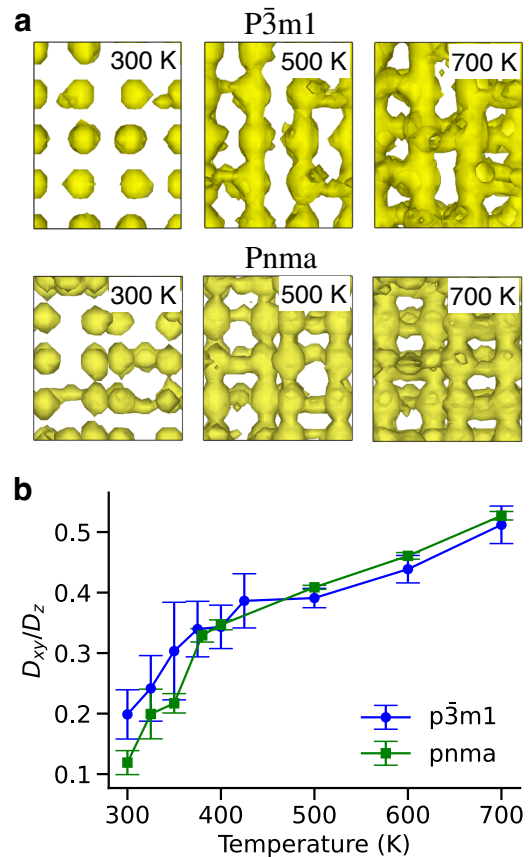 a
P3̄m1
300 K
500 K
700 K
Pnma
300 K
500 K
700 K
b
D_xy/D_z
0.5
0.4
0.3
0.2
0.1
p3̄m1
pnma
300
400
500
600
700
Temperature (K)